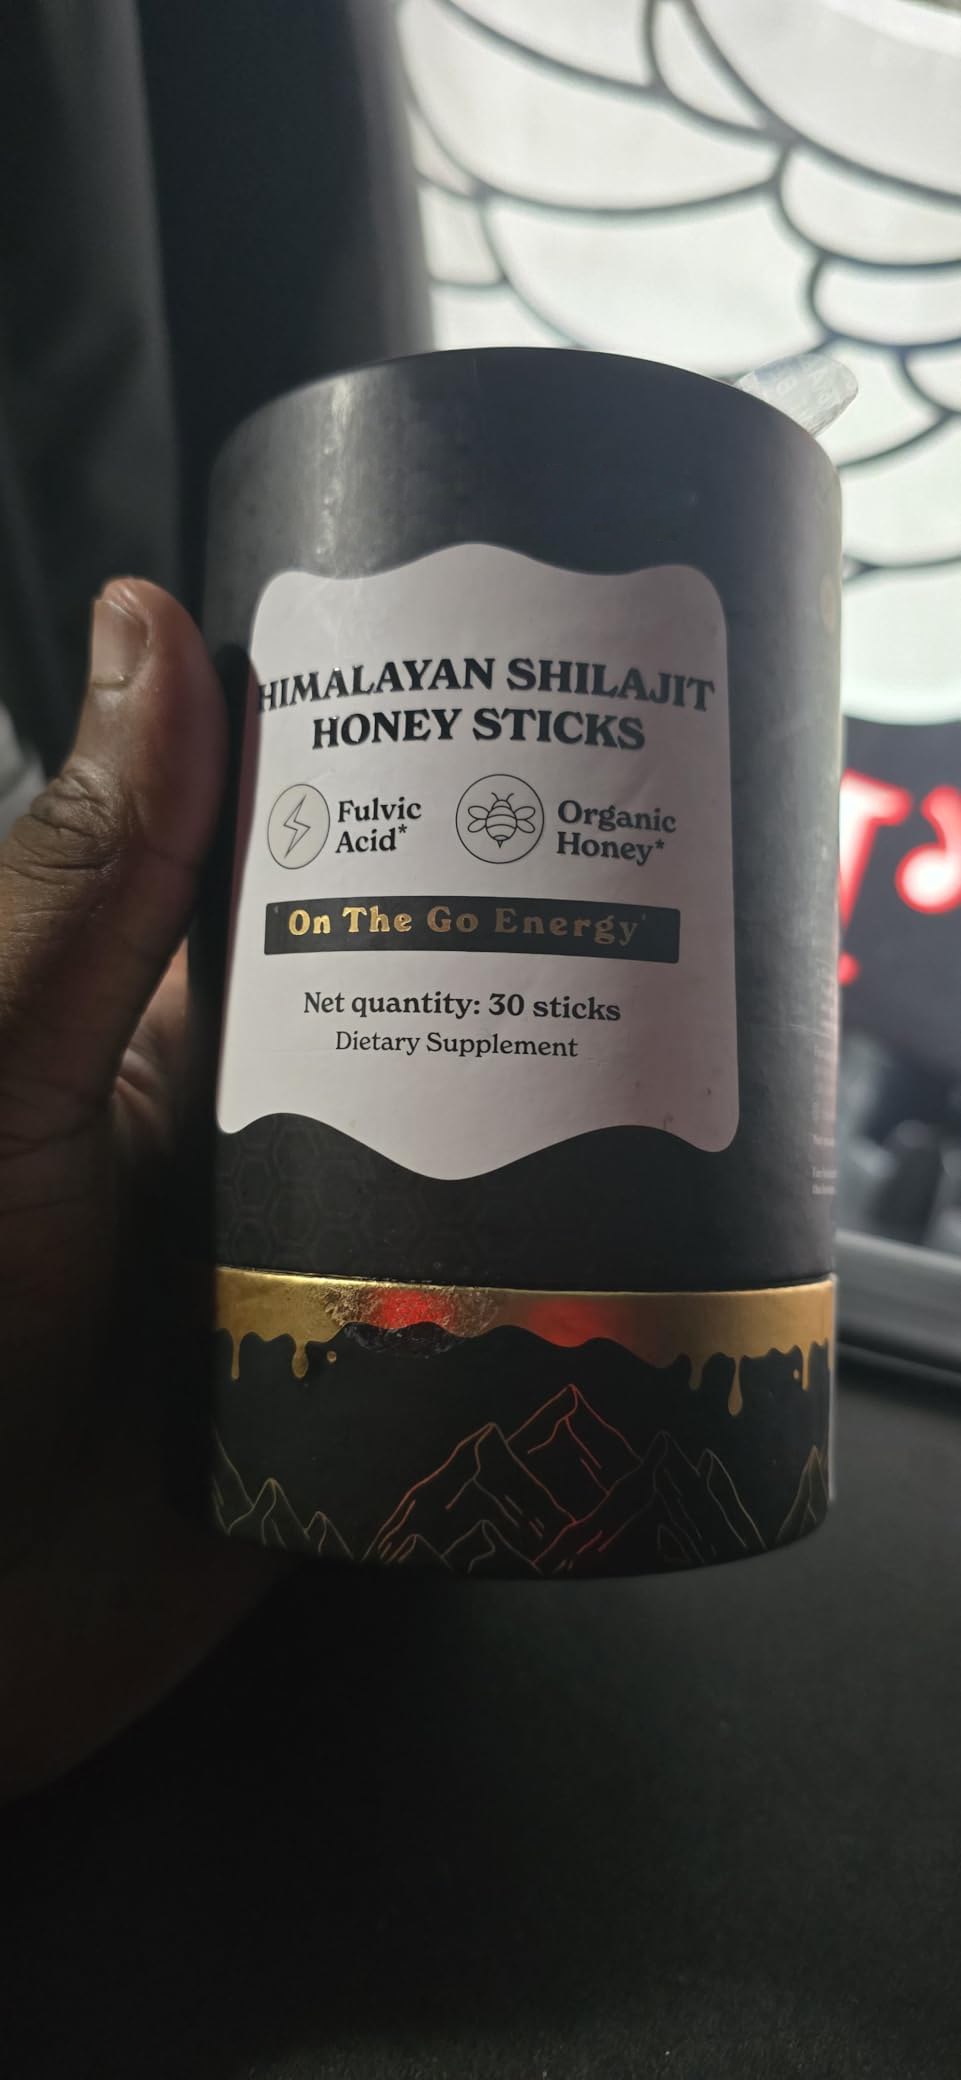 HIMALAYAN SHILAJIT
HONEY STICKS
Fulvic
Acid*
Organic
Honey*
On The Go Energy
Net quantity: 30 sticks
Dietary Supplement